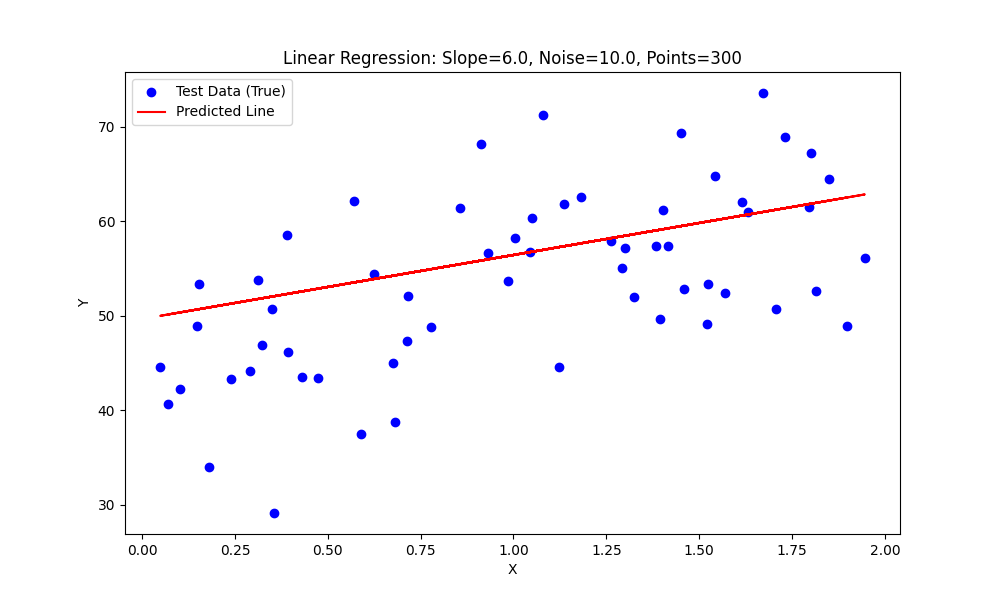 Linear Regression: Slope=6.0, Noise=10.0, Points=300
Test Data (True)
Predicted Line
70
60
50
40
30
Y
0.00 0.25 0.50 0.75 1.00 1.25 1.50 1.75 2.00
X